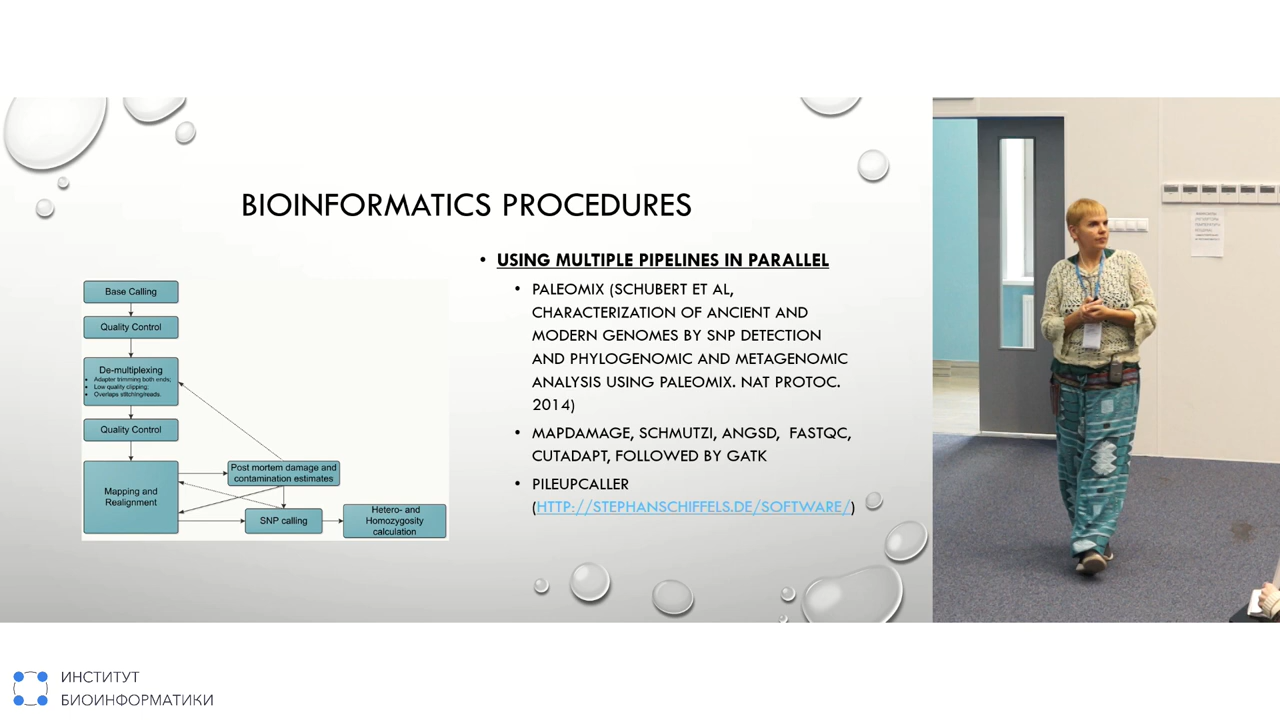 BIOINFORMATICS PROCEDURES
Base Calling
Quality Control
De-multiplexing
• Adapter trimming both ends;
• Low quality clipping;
• Overlaps stitching/reads.
Quality Control
Mapping and
Realignment
Post mortem damage and
contamination estimates
SNP calling
Hetero- and
Homozygosity
calculation
• USING MULTIPLE PIPELINES IN PARALLEL
• PALEOMIX (SCHUBERT ET AL,
CHARACTERIZATION OF ANCIENT AND
MODERN GENOMES BY SNP DETECTION
AND PHYLOGENOMIC AND METAGENOMIC
ANALYSIS USING PALEOMIX. NAT PROTOC.
2014)
• MAPDAMAGE, SCHMUTZI, ANGSD, FASTQC,
CUTADAPT, FOLLOWED BY GATK
• PILEUPCALLER
(HTTP://STEPHANSCHIFFELS.DE/SOFTWARE/)
ИНСТИТУТ
БИОИНФОРМАТИКИ